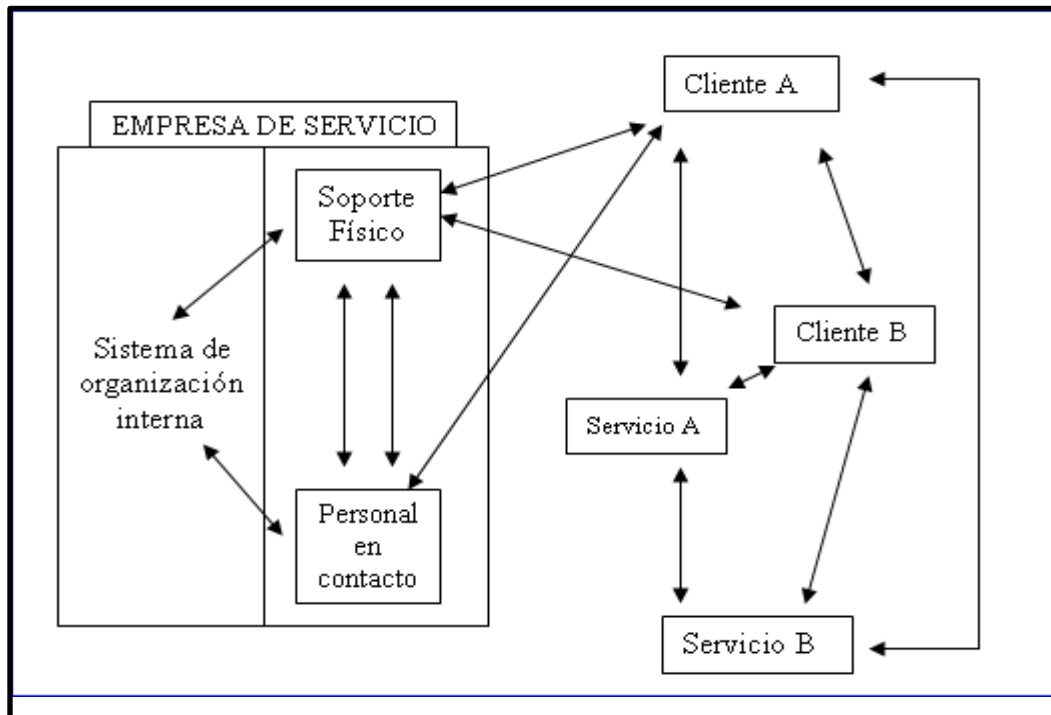 EMPRESA DE SERVICIO
Soporte
Físico
Sistema de
organización
interna
Personal
en
contacto
Cliente A
Cliente B
Servicio A
Servicio B